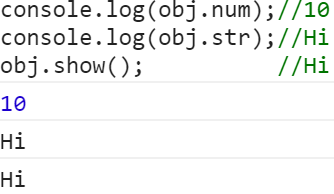 console.log(obj.num);//10
console.log(obj.str);//Hi
obj.show();          //Hi
10
Hi
Hi